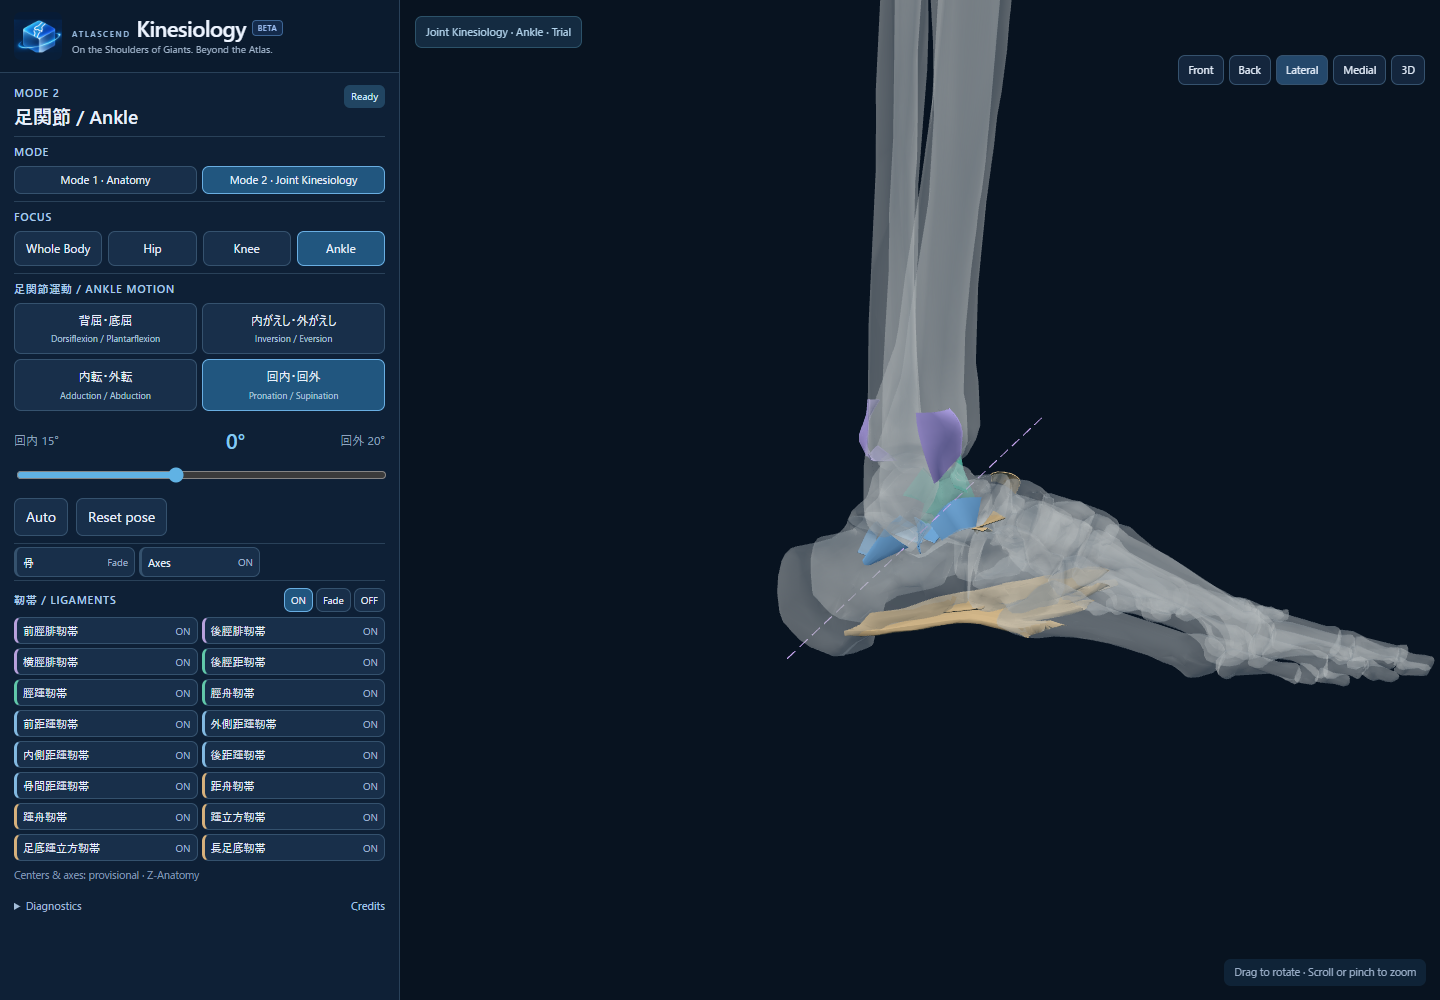 ATLASCEND Kinesiology BETA
On the Shoulders of Giants. Beyond the Atlas.
MODE 2
Ready
足関節 / Ankle
MODE
Mode 1 · Anatomy
Mode 2 · Joint Kinesiology
FOCUS
Whole Body
Hip
Knee
Ankle
足関節運動 / ANKLE MOTION
背屈・底屈
Dorsiflexion / Plantarflexion
内がえし・外がえし
Inversion / Eversion
内転・外転
Adduction / Abduction
回内・回外
Pronation / Supination
回内 15°
0°
回外 20°
Auto
Reset pose
骨 Fade
Axes ON
靭帯 / LIGAMENTS
ON
Fade
OFF
前脛腓靭帯 ON
後脛腓靭帯 ON
横脛腓靭帯 ON
後脛距靭帯 ON
脛踵靭帯 ON
脛舟靭帯 ON
前距踵靭帯 ON
外側距踵靭帯 ON
内側距踵靭帯 ON
後距踵靭帯 ON
骨間距踵靭帯 ON
距舟靭帯 ON
踵舟靭帯 ON
踵立方靭帯 ON
足底踵立方靭帯 ON
長足底靭帯 ON
Centers & axes: provisional · Z-Anatomy
▶ Diagnostics
Credits
Joint Kinesiology · Ankle · Trial
Front
Back
Lateral
Medial
3D
Drag to rotate · Scroll or pinch to zoom